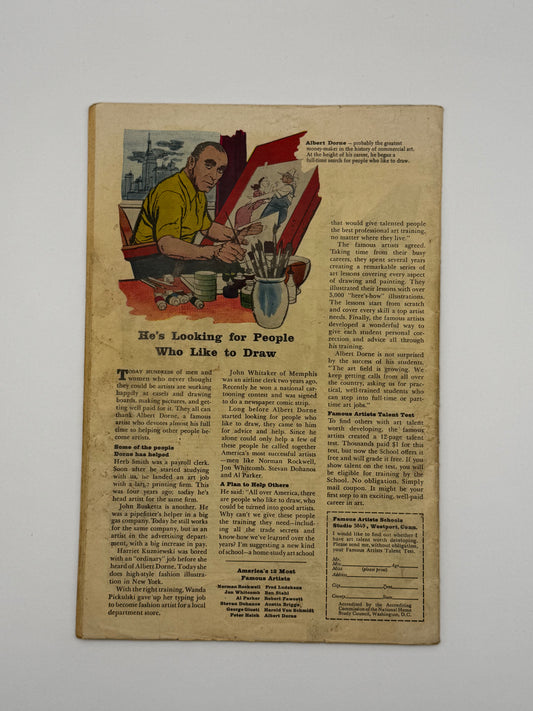 Albert Dorne – probably the greatest
money-maker in the history of commercial art.
At the height of his career, he began a
full-time search for people who like to draw.
He's Looking for People
Who Like to Draw
TODAY HUNDREDS of men and
women who never thought
they could be artists are working
happily at easels and drawing
boards, making pictures, and get-
ting well paid for it. They all can
thank Albert Dorne, a famous
artist who devotes almost his full
time to helping other people be-
come artists.
Some of the people
Dorne has helped
Herb Smith was a payroll clerk.
Soon after he started studying
with us, he landed an art job
with a large printing firm. This
was four years ago; today he's
head artist for the same firm.
John Busketta is another. He
was a pipefitter's helper in a big
gas company. Today he still works
for the same company, but as an
artist in the advertising depart-
ment, with a big increase in pay.
Harriet Kuzniewski was bored
with an "ordinary" job before she
heard of Albert Dorne. Today she
does high-style fashion illustra-
tion in New York.
With the right training, Wanda
Pickulski gave up her typing job
to become fashion artist for a local
department store.
John Whitaker of Memphis
was an airline clerk two years ago.
Recently he won a national car-
tooning contest and was signed
to do a newspaper comic strip.
Long before Albert Dorne
started looking for people who
like to draw, they came to him
for advice and help. Since he
alone could only help a few of
these people he called together
America's most successful artists
—men like Norman Rockwell,
Jon Whitcomb, Stevan Dohanos
and Al Parker.
A Plan to Help Others
He said: "All over America, there
are people who like to draw, who
could be turned into good artists.
Why can't we give these people
the training they need—includ-
ing all the trade secrets and
know how we've learned over the
years? I'm suggesting a new kind
of school—a home study art school
America's 12 Most
Famous Artists
Norman Rockwell
Jon Whitcomb
Al Parker
Stevan Dohanos
George Giusti
Peter Helck
Fred Ludekens
Ben Stahl
Robert Fawcett
Austin Briggs
Harold Von Schmidt
Albert Dorne
that would give talented people
the best professional art training,
no matter where they live."
The famous artists agreed.
Taking time from their busy
careers, they spent several years
creating a remarkable series of
art lessons covering every aspect
of drawing and painting. They
illustrated their lessons with over
5,000 "here's-how" illustrations.
The lessons start from scratch
and cover every skill a top artist
needs. Finally, the famous artists
developed a wonderful way to
give each student personal cor-
rection and advice all through
his training.
Albert Dorne is not surprised
by the success of his students.
"The art field is growing. We
keep getting calls from all over
the country, asking us for prac-
tical, well-trained students who
can step into full-time or part-
time art jobs."
Famous Artists Talent Test
To find others with art talent
worth developing, the famous
artists created a 12-page talent
test. Thousands paid $1 for this
test, but now the School offers it
free and will grade it free. If you
show talent on the test, you will
be eligible for training by the
School. No obligation. Simply
mail coupon. It might be your
first step to an exciting, well-paid
career in art.
Famous Artists Schools
Studio 5849, Westport, Conn.
I would like to find out whether I
have art talent worth developing.
Please send me, without obligation,
your Famous Artists Talent Test.
Mr.
Mrs. Age
Miss (please print)
Address
City Zone
County State
Accredited by the Accrediting
Commission of the National Home
Study Council, Washington, D.C.